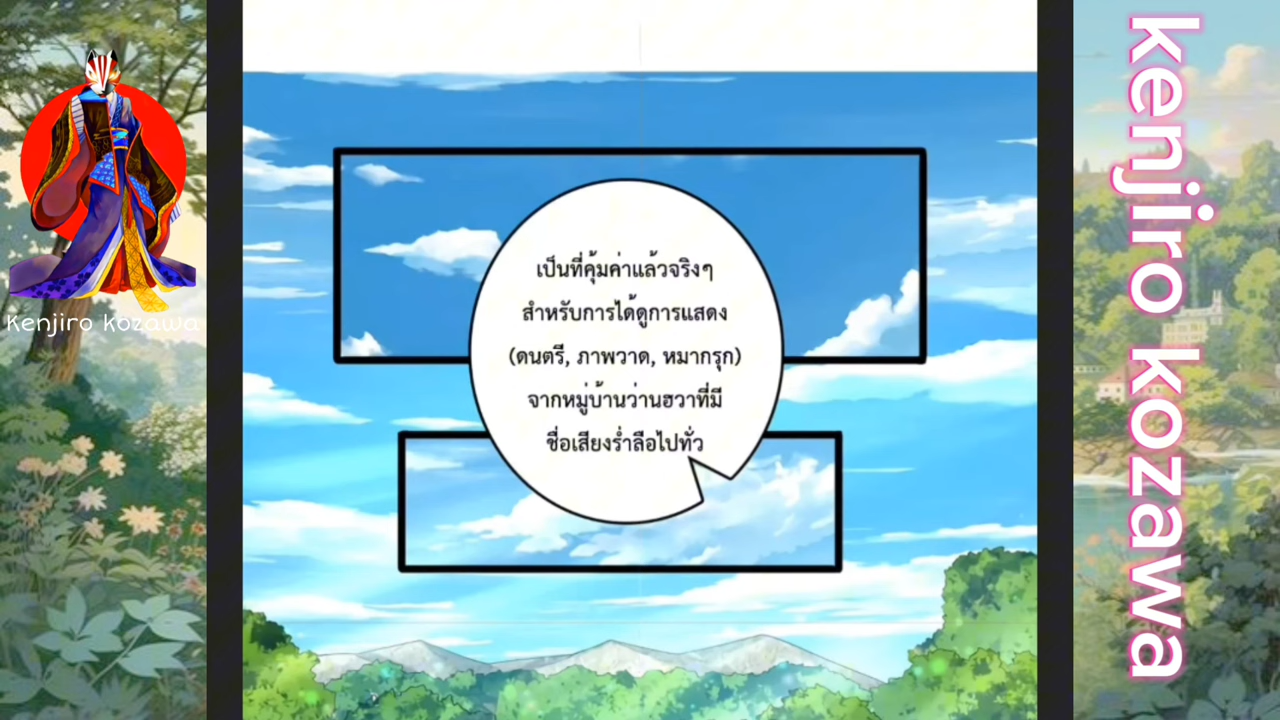 เป็นที่คุ้มค่าแล้วจริงๆ
สำหรับการได้ดูการแสดง
(ดนตรี, ภาพวาด, หมากรุก)
จากหมู่บ้านว่านฮวาที่มี
ชื่อเสียงร่ำลือไปทั่ว
Kenjiro Kozawa
kenjiro kozawa